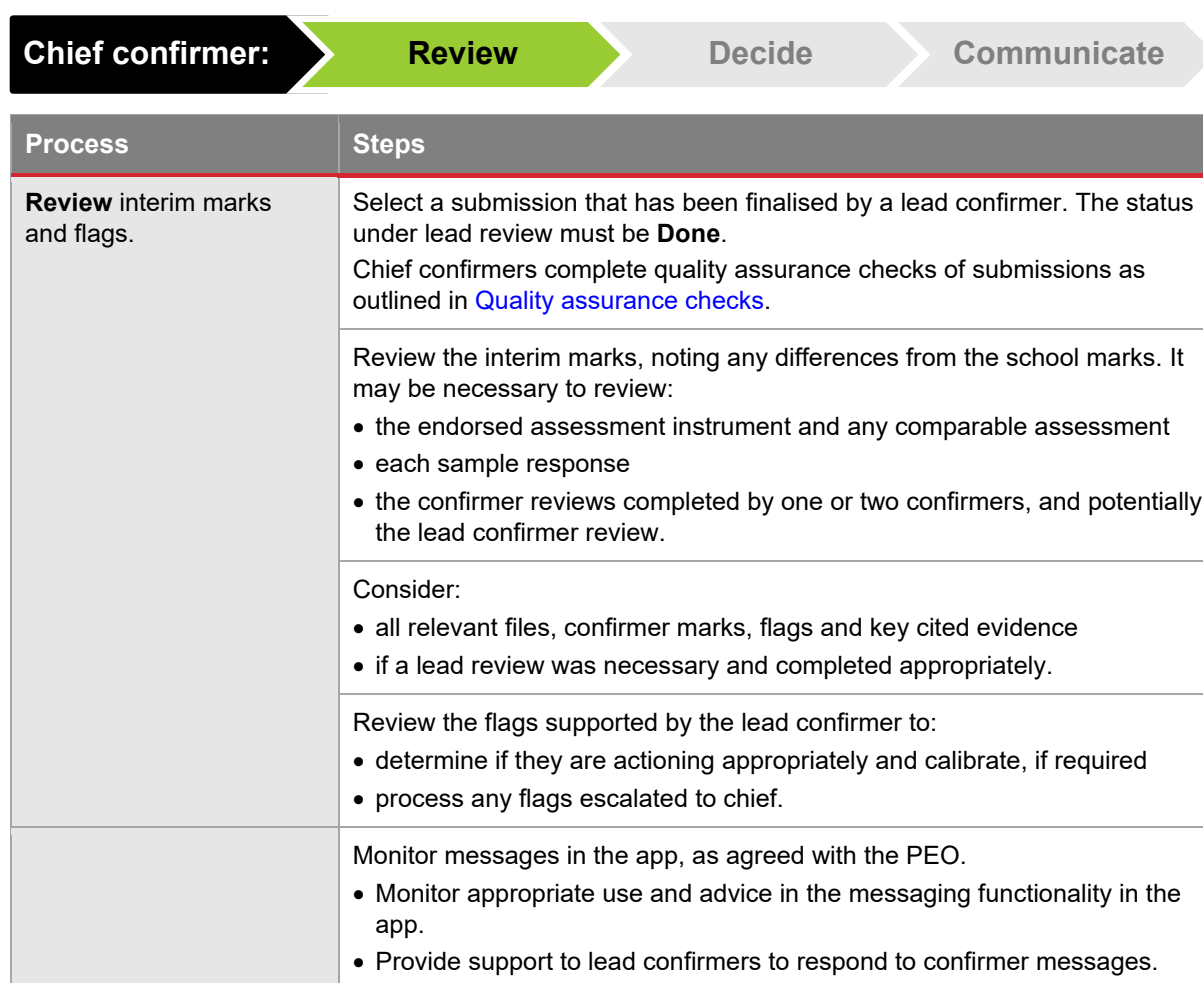 Chief confirmer:
Review
Decide
Communicate
Process
Steps
Review interim marks
and flags.
Select a submission that has been finalised by a lead confirmer. The status
under lead review must be Done.
Chief confirmers complete quality assurance checks of submissions as
outlined in Quality assurance checks.
Review the interim marks, noting any differences from the school marks. It
may be necessary to review:
• the endorsed assessment instrument and any comparable assessment
• each sample response
• the confirmer reviews completed by one or two confirmers, and potentially
the lead confirmer review.
Consider:
• all relevant files, confirmer marks, flags and key cited evidence
• if a lead review was necessary and completed appropriately.
Review the flags supported by the lead confirmer to:
• determine if they are actioning appropriately and calibrate, if required
• process any flags escalated to chief.
Monitor messages in the app, as agreed with the PEO.
• Monitor appropriate use and advice in the messaging functionality in the
app.
• Provide support to lead confirmers to respond to confirmer messages.